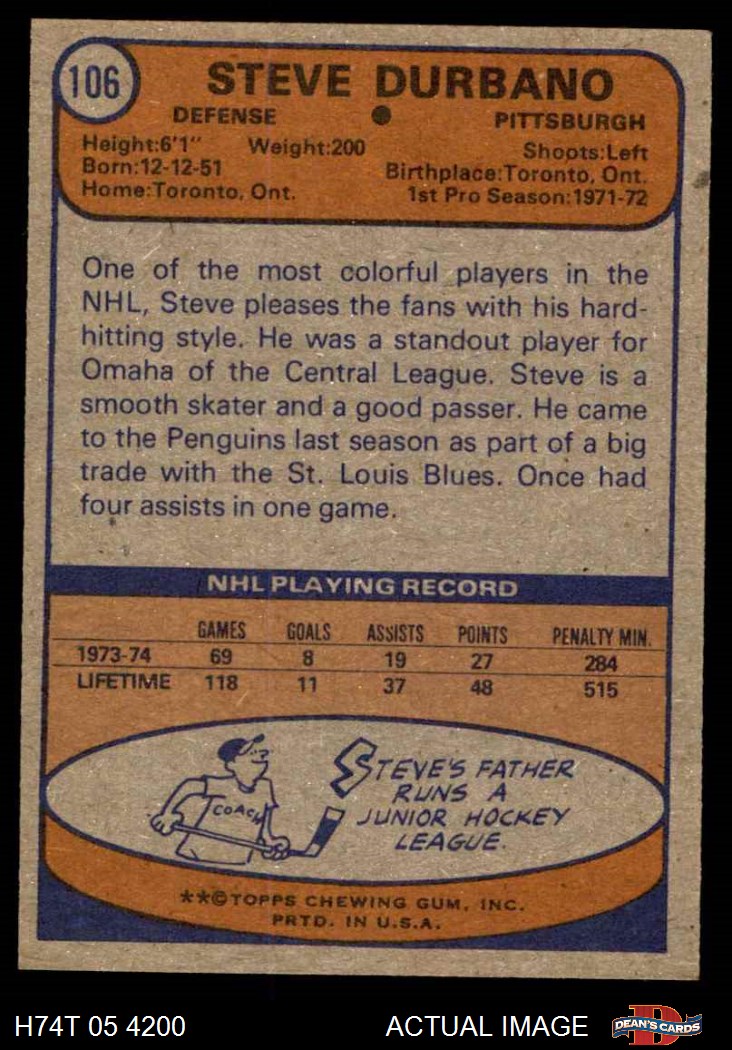 106
STEVE DURBANO
DEFENSE ● PITTSBURGH
Height:6'1" Weight:200 Shoots:Left
Born:12-12-51 Birthplace:Toronto, Ont.
Home:Toronto, Ont. 1st Pro Season:1971-72
One of the most colorful players in the
NHL, Steve pleases the fans with his hard-
hitting style. He was a standout player for
Omaha of the Central League. Steve is a
smooth skater and a good passer. He came
to the Penguins last season as part of a big
trade with the St. Louis Blues. Once had
four assists in one game.
NHL PLAYING RECORD
GAMES GOALS ASSISTS POINTS PENALTY MIN.
1973-74 69 8 19 27 284
LIFETIME 118 11 37 48 515
COACH
STEVE'S FATHER
RUNS A
JUNIOR HOCKEY
LEAGUE.
**©TOPPS CHEWING GUM, INC.
PRTD. IN U.S.A.
H74T 05 4200 ACTUAL IMAGE D DEAN'S CARDS